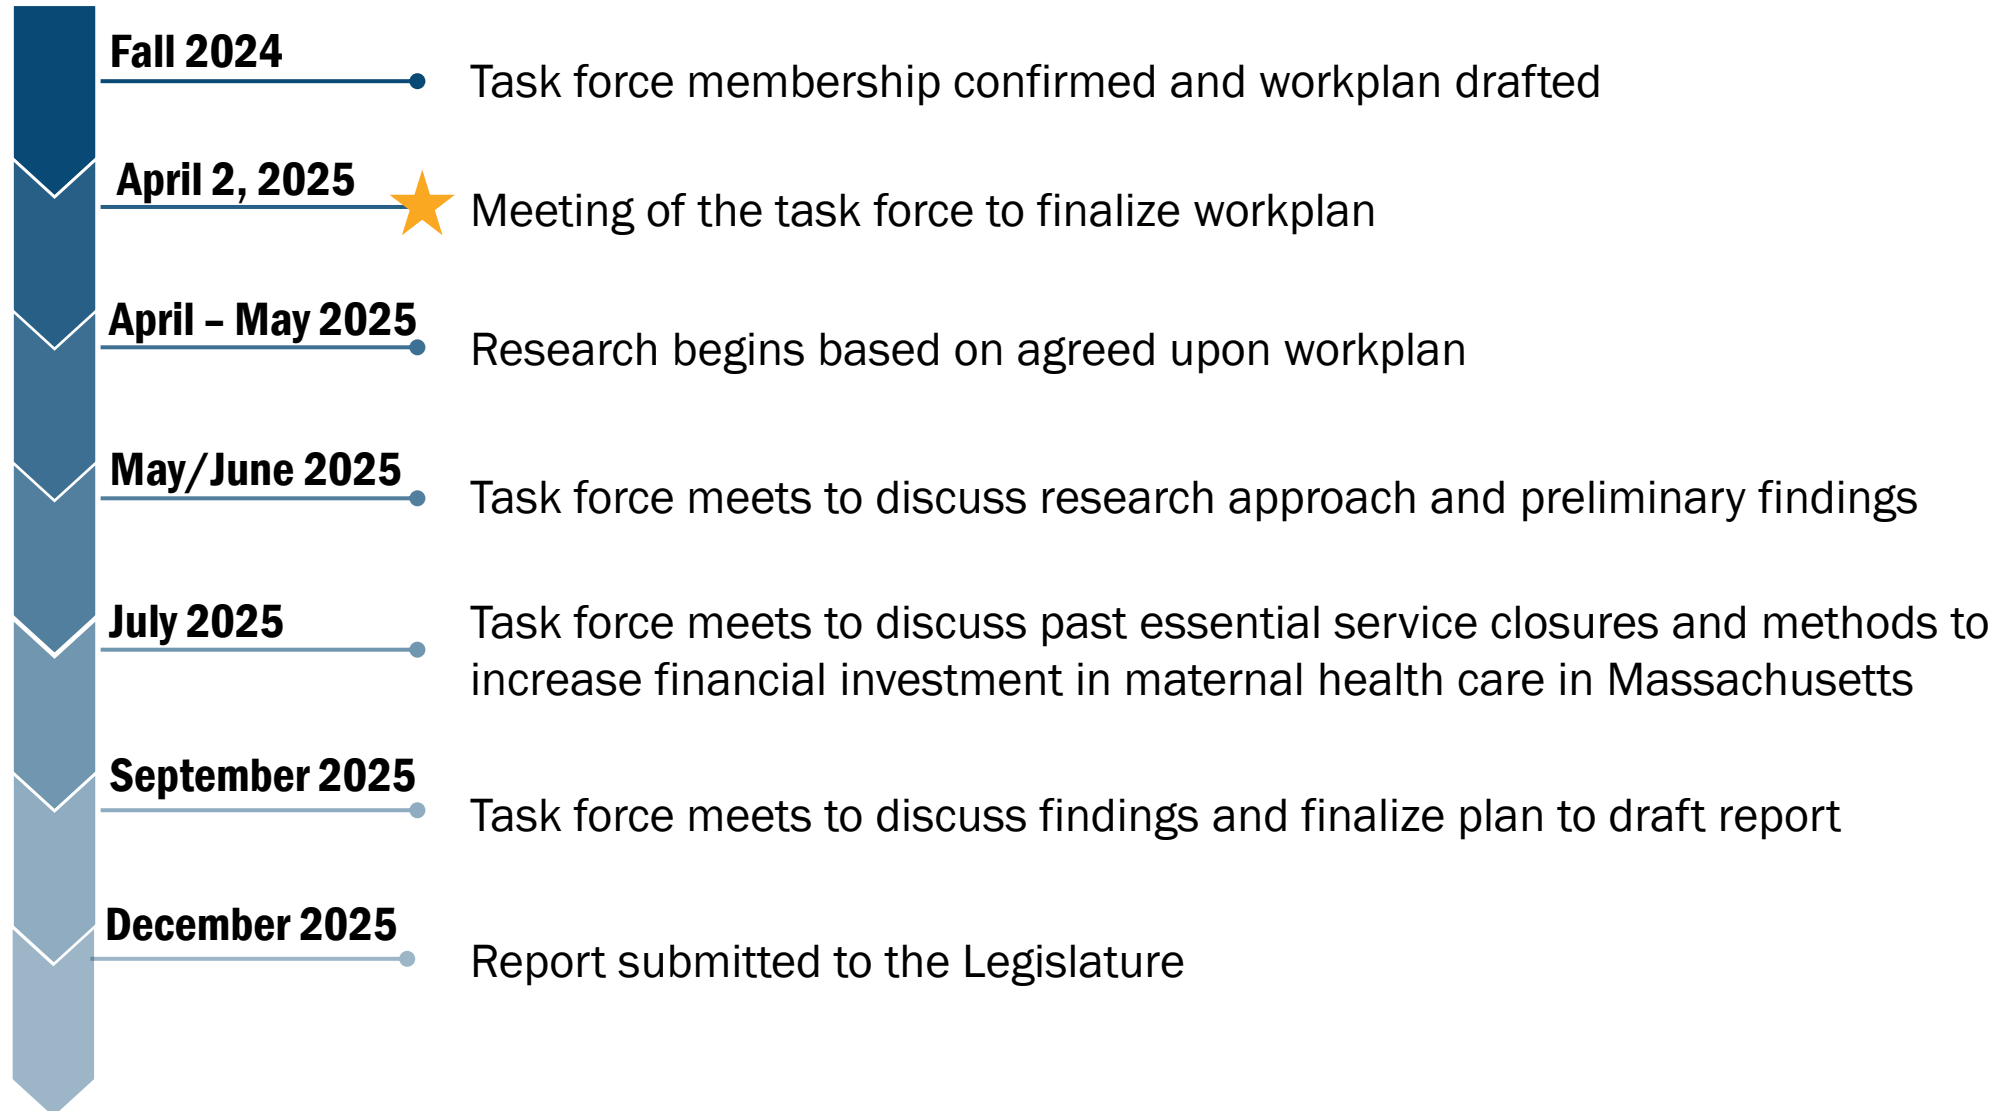 Fall 2024
Task force membership confirmed and workplan drafted
April 2, 2025
Meeting of the task force to finalize workplan
April – May 2025
Research begins based on agreed upon workplan
May/June 2025
Task force meets to discuss research approach and preliminary findings
July 2025
Task force meets to discuss past essential service closures and methods to
increase financial investment in maternal health care in Massachusetts
September 2025
Task force meets to discuss findings and finalize plan to draft report
December 2025
Report submitted to the Legislature